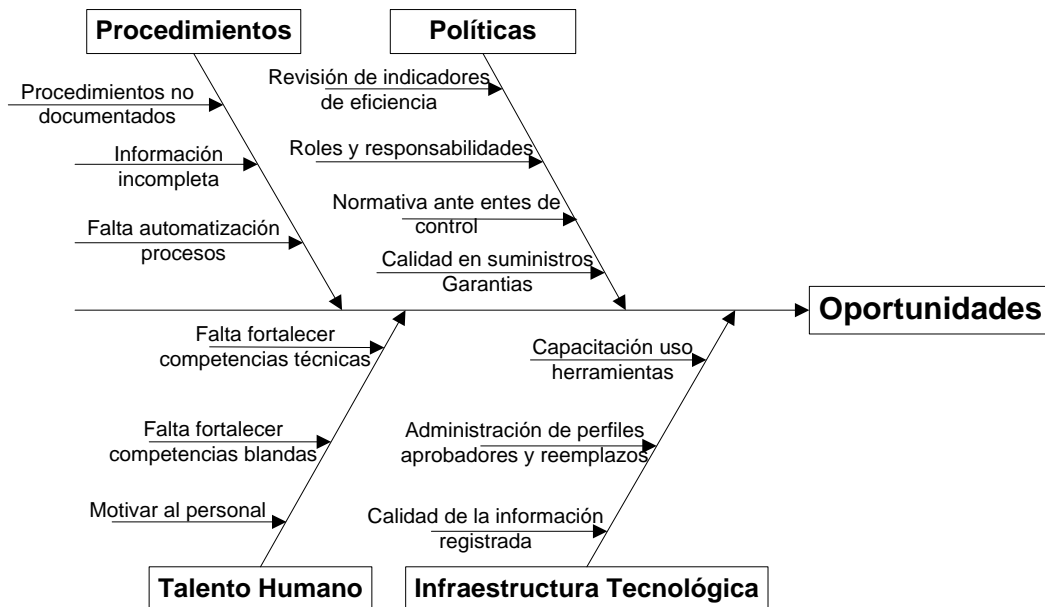 Procedimientos
Políticas
Revisión de indicadores
de eficiencia
Procedimientos no
documentados
Roles y responsabilidades
Información
incompleta
Normativa ante entes de
control
Falta automatización
procesos
Calidad en suministros
Garantias
Oportunidades
Falta fortalecer
competencias técnicas
Capacitación uso
herramientas
Falta fortalecer
competencias blandas
Administración de perfiles
aprobadores y reemplazos
Motivar al personal
Calidad de la información
registrada
Talento Humano
Infraestructura Tecnológica